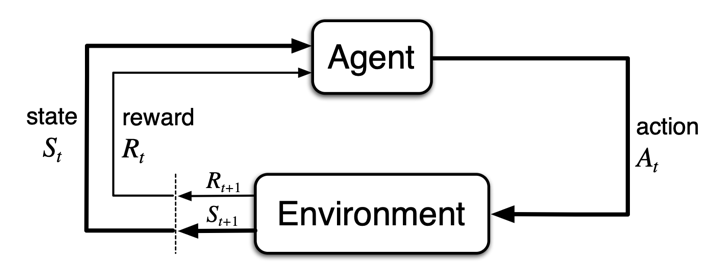 Agent
state
S_t
reward
R_t
action
A_t
R_{t+1}
S_{t+1}
Environment